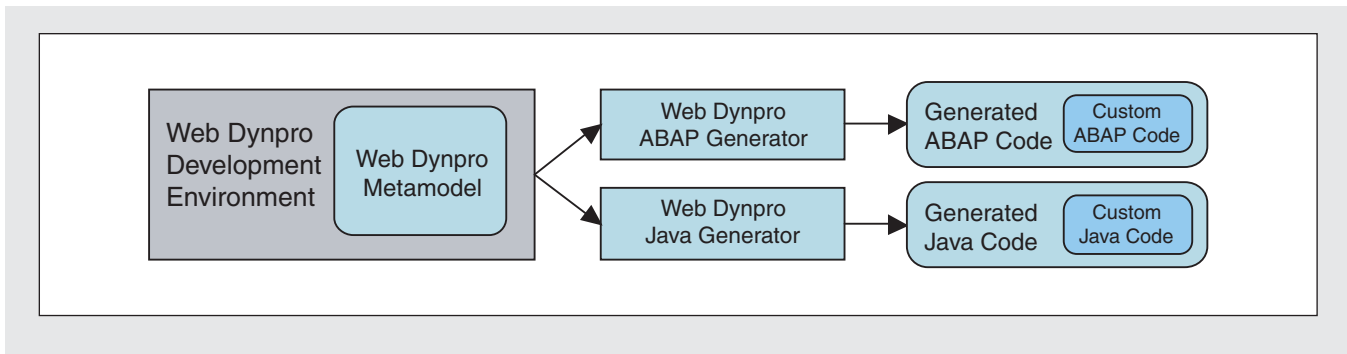 Web Dynpro
Development
Environment
Web Dynpro
Metamodel
Web Dynpro
ABAP Generator
Web Dynpro
Java Generator
Generated
ABAP Code
Custom
ABAP Code
Generated
Java Code
Custom
Java Code